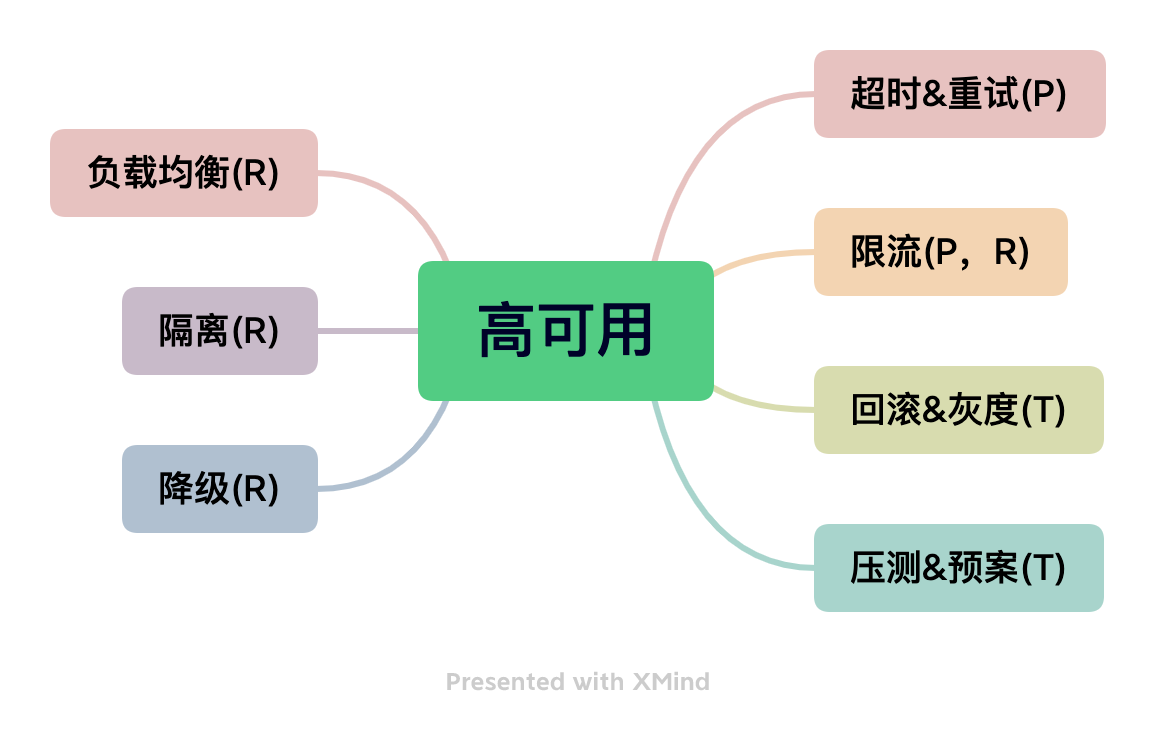 高可用
超时&重试(P)
限流(P，R)
回滚&灰度(T)
压测&预案(T)
负载均衡(R)
隔离(R)
降级(R)
Presented with XMind